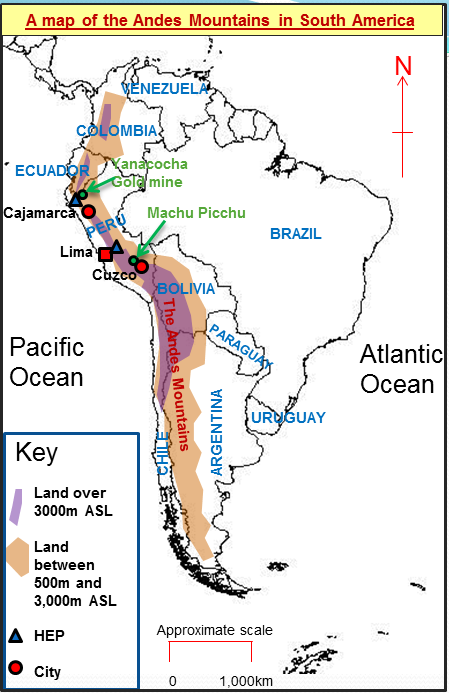 A map of the Andes Mountains in South America
N
VENEZUELA
COLOMBIA
ECUADOR
Yanacocha
Gold mine
Cajamarca
PERU
Machu Picchu
Lima
Cuzco
BRAZIL
BOLIVIA
The Andes Mountains
PARAGUAY
Pacific
Ocean
Atlantic
Ocean
CHILE
ARGENTINA
URUGUAY
Key
Land over
3000m ASL
Land
between
500m and
3,000m ASL
HEP
City
Approximate scale
0 1,000km